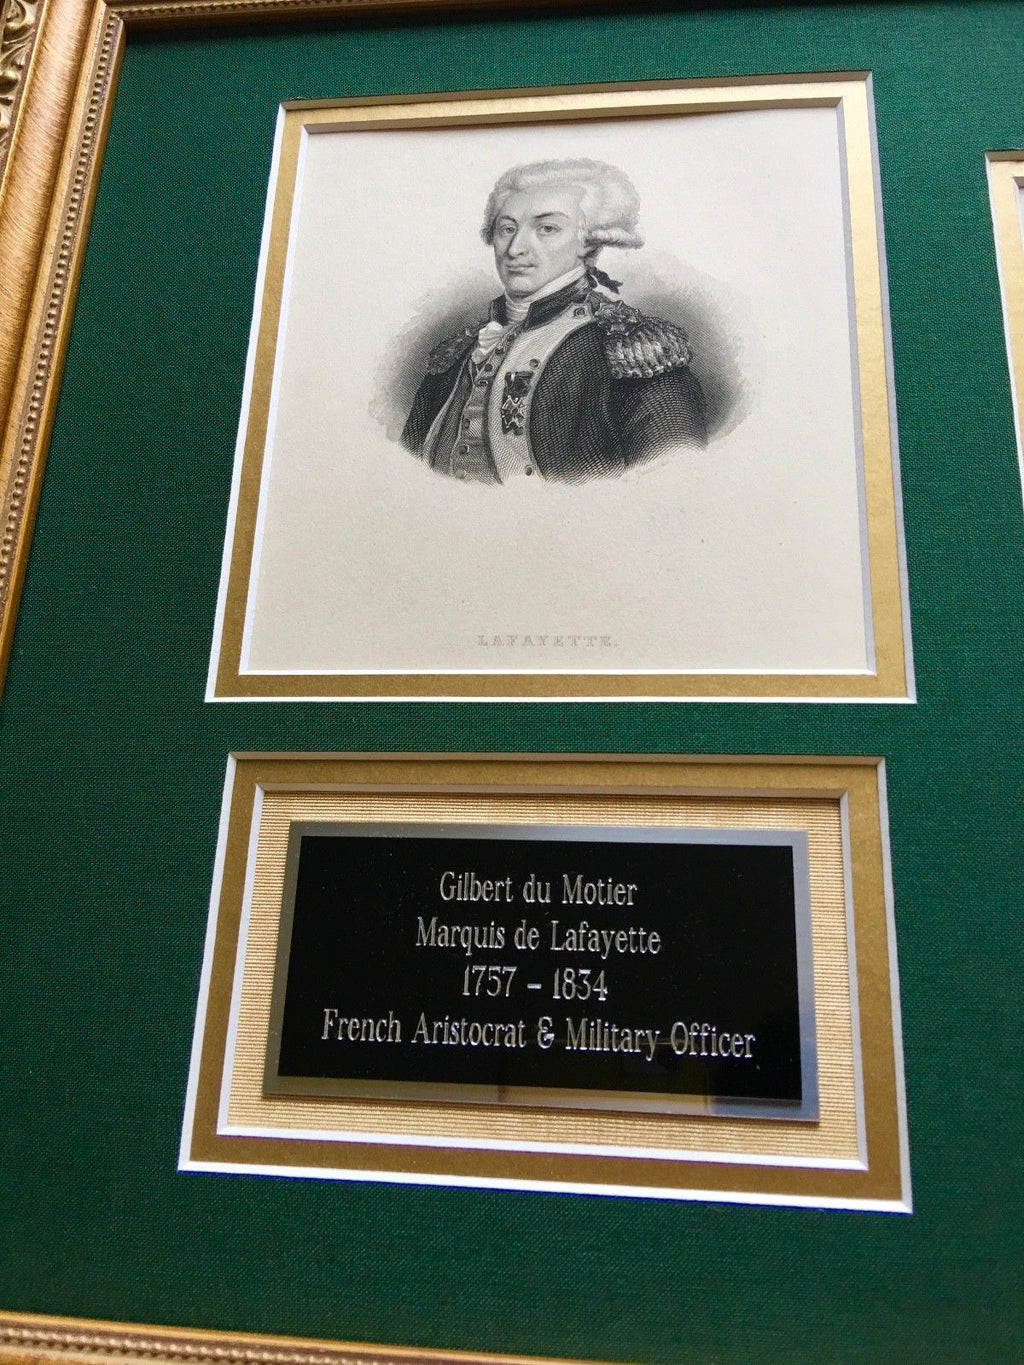 LAFAYETTE.
Gilbert du Motier
Marquis de Lafayette
1757 - 1834
French Aristocrat & Military Officer